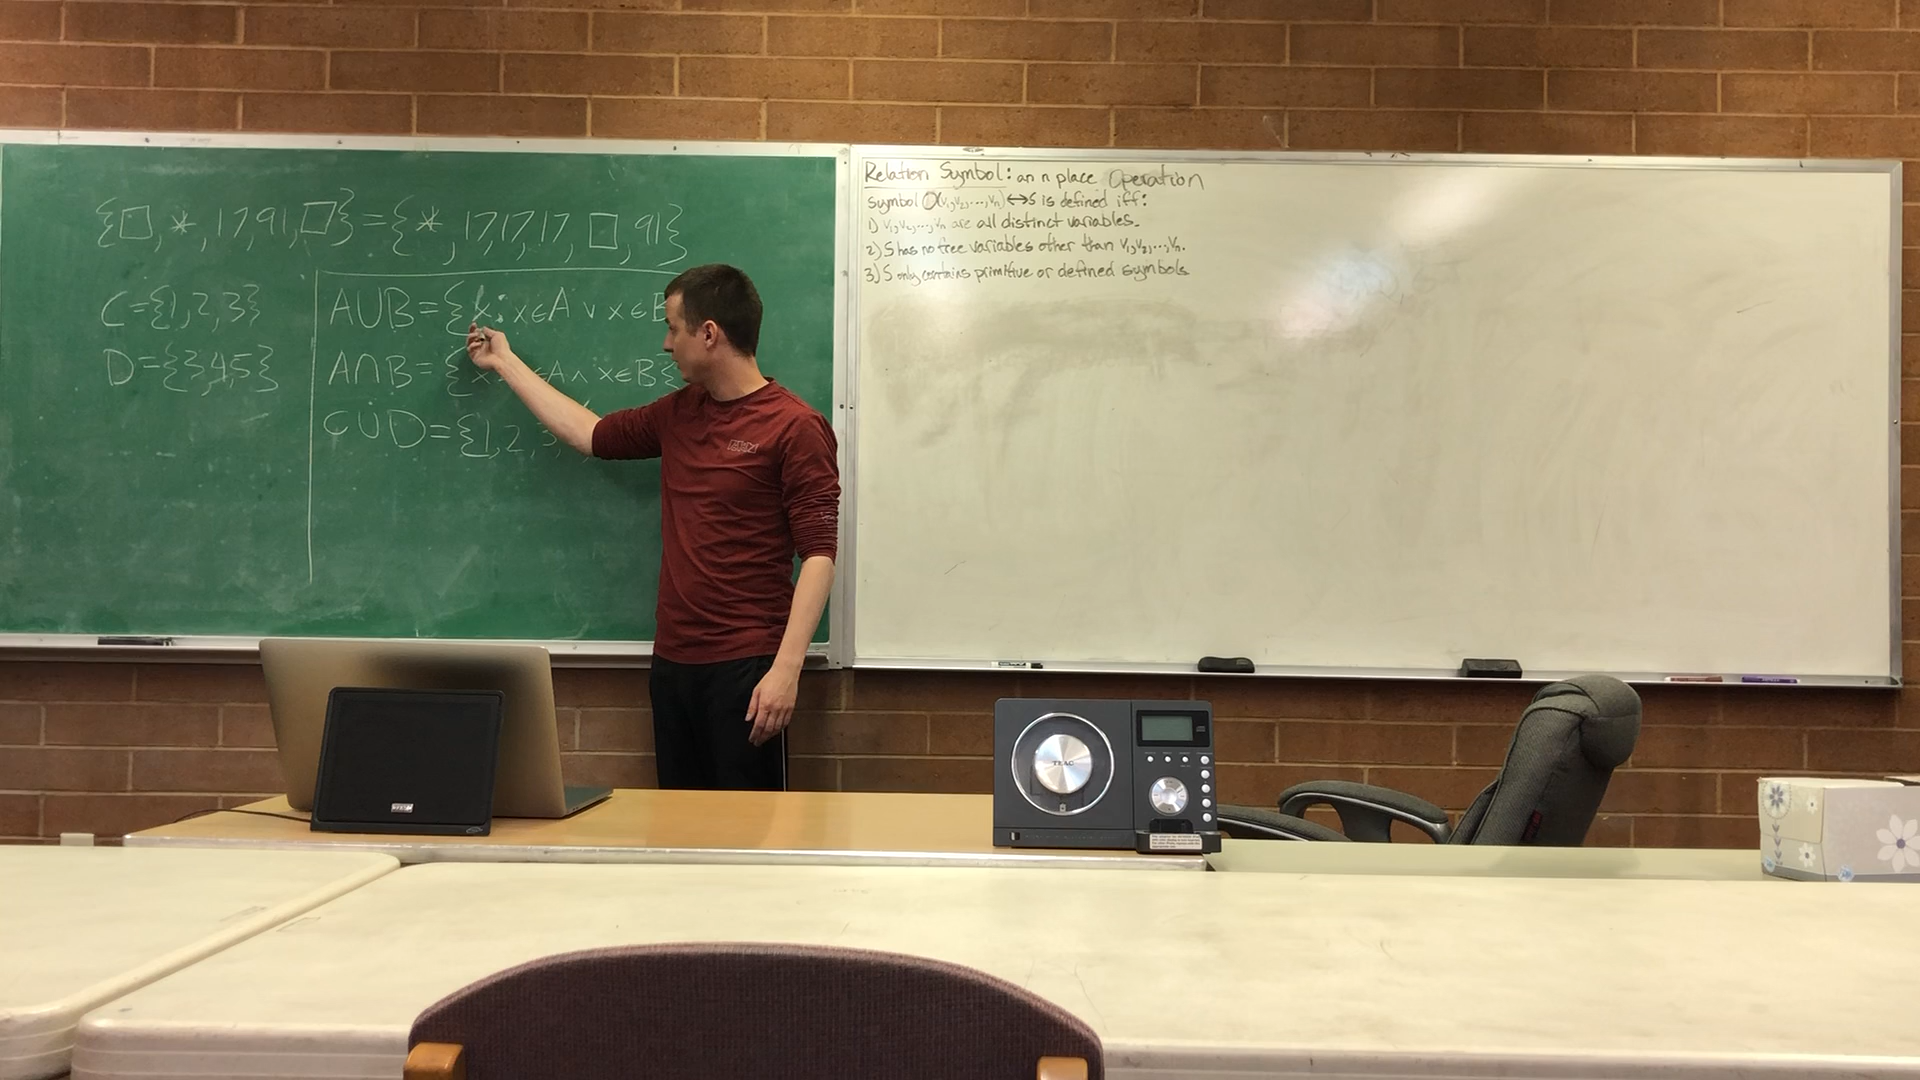 {□, *, 17, 91, □} = {*, 17, 17, 17, □, 91}
C={1,2,3}
D={3,4,5}
A∪B={x: x∈A ∨ x∈B
A∩B={x: ∈A ∧ x∈B}
C∪D={1,2,3
Relation Symbol: an n place Operation
symbol O(v₁,v₂,...,vₙ)↔S is defined iff:
1) v₁,v₂,...,vₙ are all distinct variables.
2) S has no free variables other than v₁,v₂,...,vₙ.
3) S only contains primitive or defined symbols
TEAC